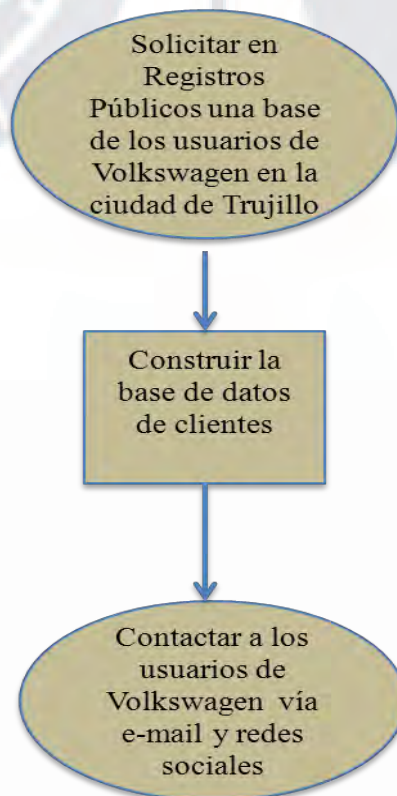 Solicitar en
Registros
Públicos una base
de los usuarios de
Volkswagen en la
ciudad de Trujillo
Construir la
base de datos
de clientes
Contactar a los
usuarios de
Volkswagen vía
e-mail y redes
sociales